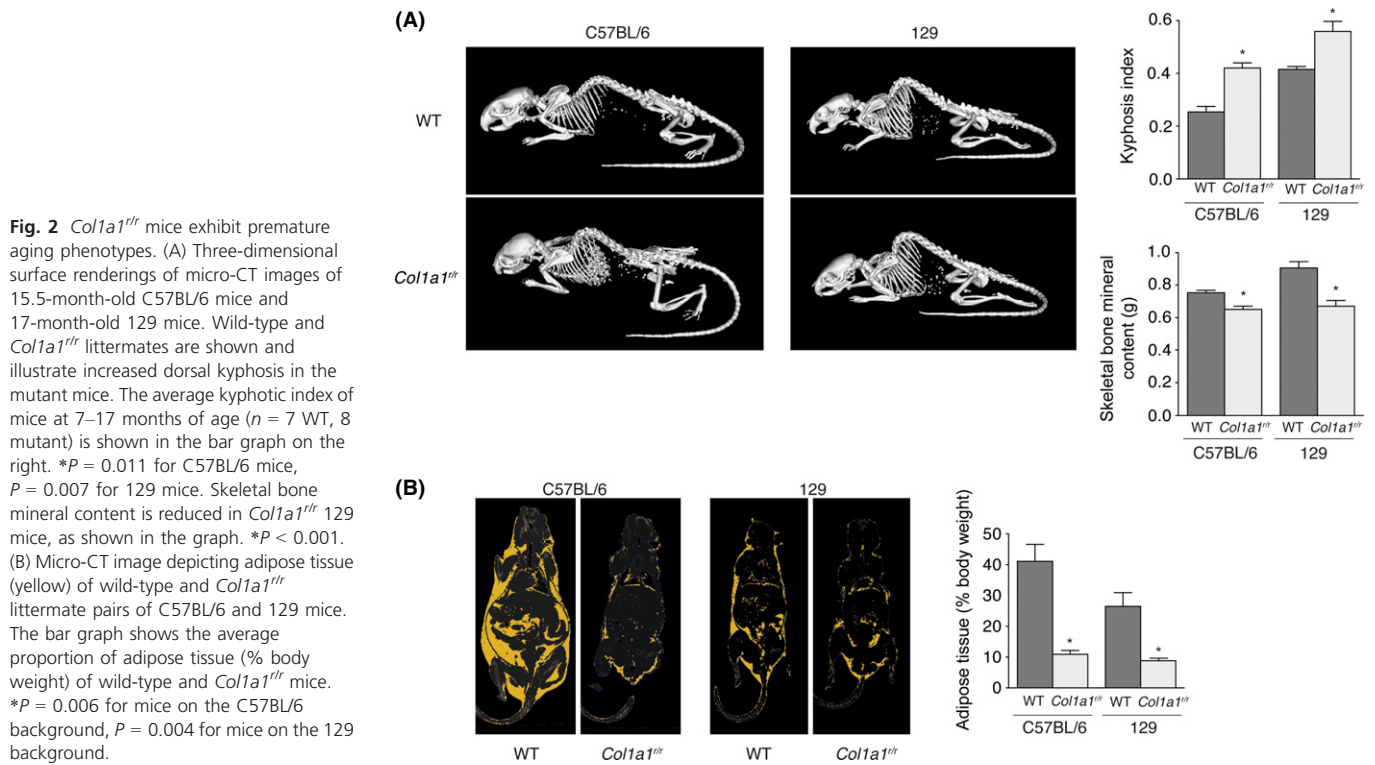 Fig. 2 Col1a1r/r mice exhibit premature
aging phenotypes. (A) Three-dimensional
surface renderings of micro-CT images of
15.5-month-old C57BL/6 mice and
17-month-old 129 mice. Wild-type and
Col1a1r/r littermates are shown and
illustrate increased dorsal kyphosis in the
mutant mice. The average kyphotic index of
mice at 7–17 months of age (n = 7 WT, 8
mutant) is shown in the bar graph on the
right. *P = 0.011 for C57BL/6 mice,
P = 0.007 for 129 mice. Skeletal bone
mineral content is reduced in Col1a1r/r 129
mice, as shown in the graph. *P < 0.001.
(B) Micro-CT image depicting adipose tissue
(yellow) of wild-type and Col1a1r/r
littermate pairs of C57BL/6 and 129 mice.
The bar graph shows the average
proportion of adipose tissue (% body
weight) of wild-type and Col1a1r/r mice.
*P = 0.006 for mice on the C57BL/6
background, P = 0.004 for mice on the 129
background.
(A)
C57BL/6 129
WT
Col1a1r/r
Kyphosis index
0.6
0.4
0.2
0.0
* *
WT Col1a1r/r WT Col1a1r/r
C57BL/6 129
Skeletal bone mineral
content (g)
1.0
0.8
0.6
0.4
0.2
0.0
* *
WT Col1a1r/r WT Col1a1r/r
C57BL/6 129
(B)
C57BL/6 129
WT Col1a1r/r WT Col1a1r/r
Adipose tissue (% body weight)
50
40
30
20
10
0
* *
WT Col1a1r/r WT Col1a1r/r
C57BL/6 129